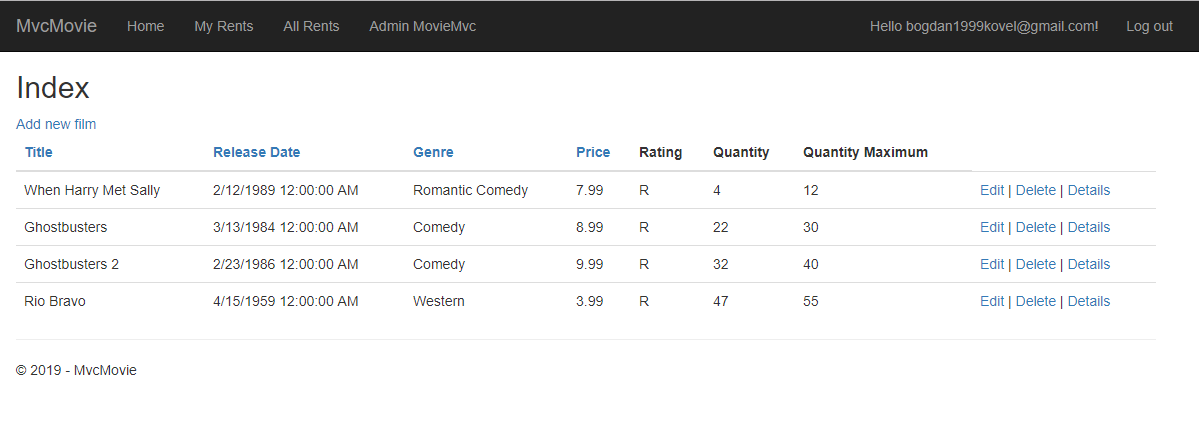 MvcMovie Home My Rents All Rents Admin MovieMvc Hello bogdan1999kovel@gmail.com! Log out
Index
Add new film
Title Release Date Genre Price Rating Quantity Quantity Maximum
When Harry Met Sally 2/12/1989 12:00:00 AM Romantic Comedy 7.99 R 4 12 Edit | Delete | Details
Ghostbusters 3/13/1984 12:00:00 AM Comedy 8.99 R 22 30 Edit | Delete | Details
Ghostbusters 2 2/23/1986 12:00:00 AM Comedy 9.99 R 32 40 Edit | Delete | Details
Rio Bravo 4/15/1959 12:00:00 AM Western 3.99 R 47 55 Edit | Delete | Details
© 2019 - MvcMovie